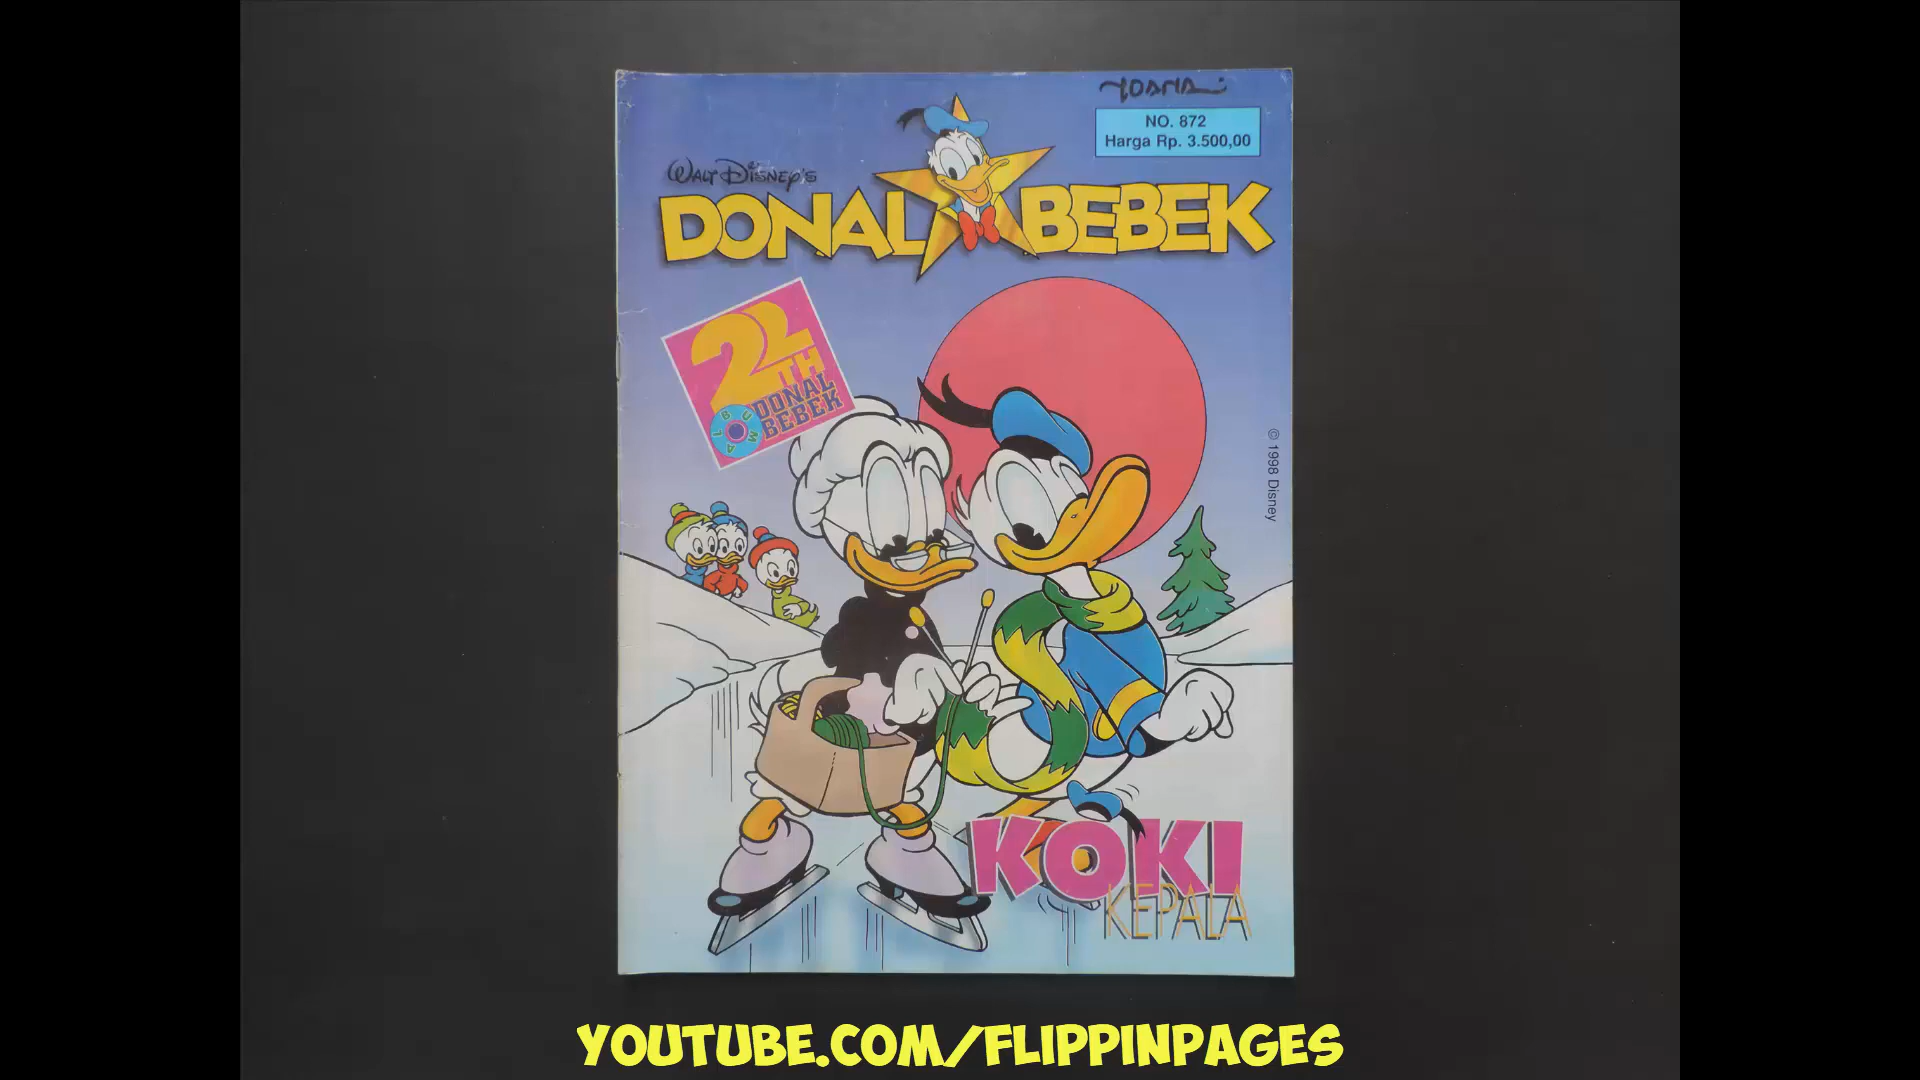 YOANA
NO. 872
Harga Rp. 3.500,00
WALT DISNEY'S
DONAL BEBEK
22
TH
DONAL
BEBEK
ALBUM
© 1998 Disney
KOKI
KEPALA
YOUTUBE.COM/FLIPPINPAGES